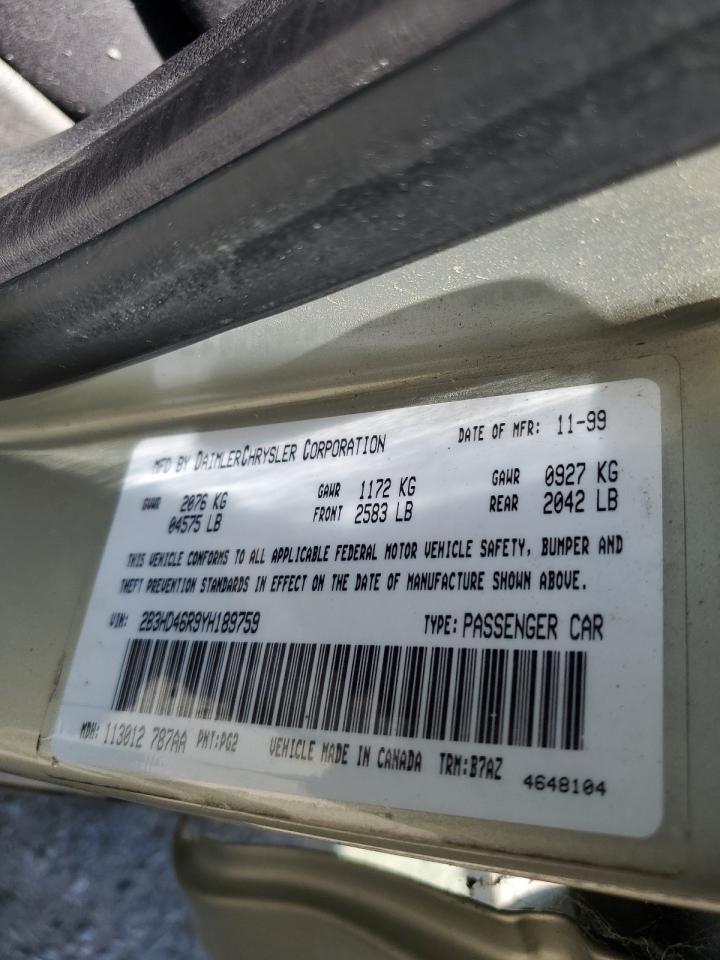 MFD BY DAIMLERCHRYSLER CORPORATION DATE OF MFR: 11-99
GVWR 2076 KG GAWR 1172 KG GAWR 0927 KG
04575 LB FRONT 2583 LB REAR 2042 LB
THIS VEHICLE CONFORMS TO ALL APPLICABLE FEDERAL MOTOR VEHICLE SAFETY, BUMPER AND
THEFT PREVENTION STANDARDS IN EFFECT ON THE DATE OF MANUFACTURE SHOWN ABOVE.
VIN: 2B3HD46R9YH189759 TYPE: PASSENGER CAR
MDH: 113012 787AA PNT:PG2 VEHICLE MADE IN CANADA TRM:B7AZ
4648104